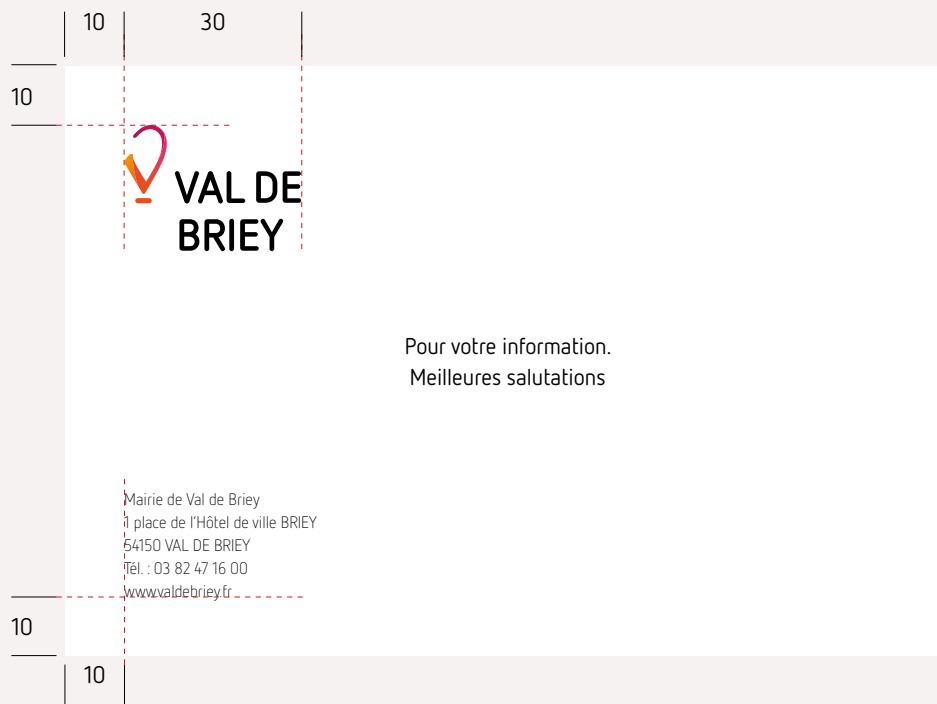 10 30
10
VAL DE
BRIEY
Pour votre information.
Meilleures salutations
Mairie de Val de Briey
1 place de l'Hôtel de ville BRIEY
54150 VAL DE BRIEY
Tél. : 03 82 47 16 00
www.valdebriey.fr
10
10